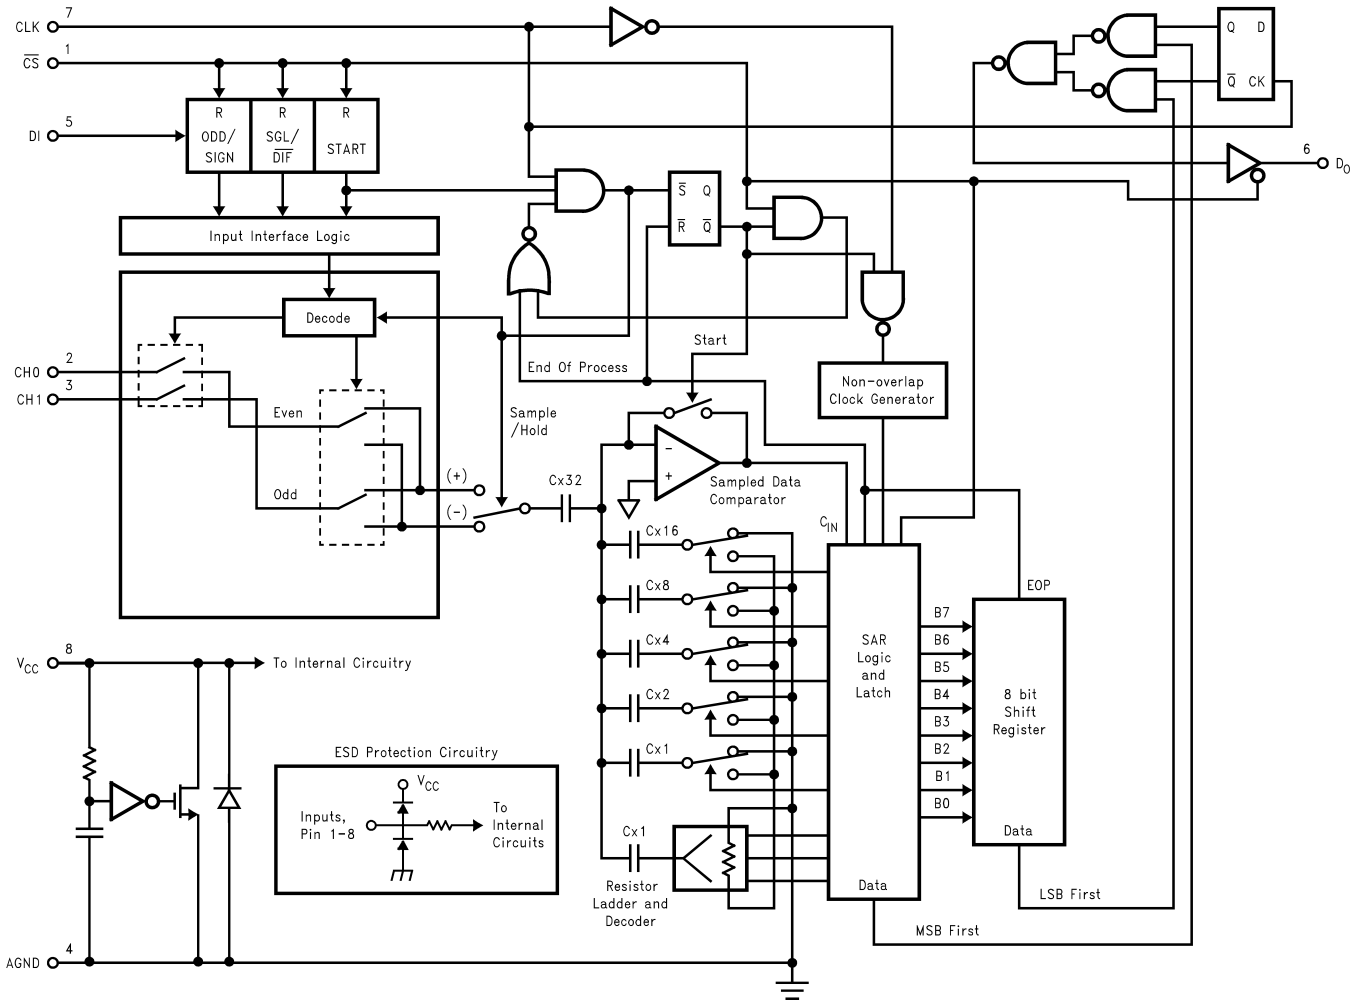 CLK 7
CS 1
DI 5
R R R
ODD/ SIGN
SGL/ DIF
START
Input Interface Logic
Decode
CH0 2
CH1 3
Even
Odd
(+)
(-)
Sample /Hold
End Of Process
Start
S Q
R Q
Q D
Q CK
6 DO
Non-overlap
Clock Generator
-
+
Sampled Data
Comparator
CIN
Cx32
Cx16
Cx8
Cx4
Cx2
Cx1
Cx1
Resistor
Ladder and
Decoder
SAR
Logic
and
Latch
Data
EOP
B7
B6
B5
B4
B3
B2
B1
B0
8 bit
Shift
Register
Data
LSB First
MSB First
VCC 8
To Internal Circuitry
ESD Protection Circuitry
VCC
Inputs,
Pin 1-8
To
Internal
Circuits
AGND 4